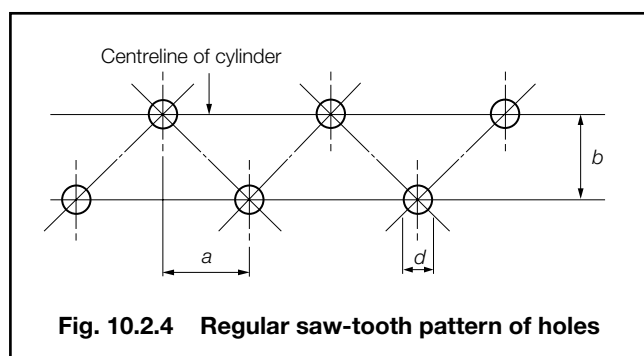 Centreline of cylinder
b
a
d
Fig. 10.2.4 Regular saw-tooth pattern of holes